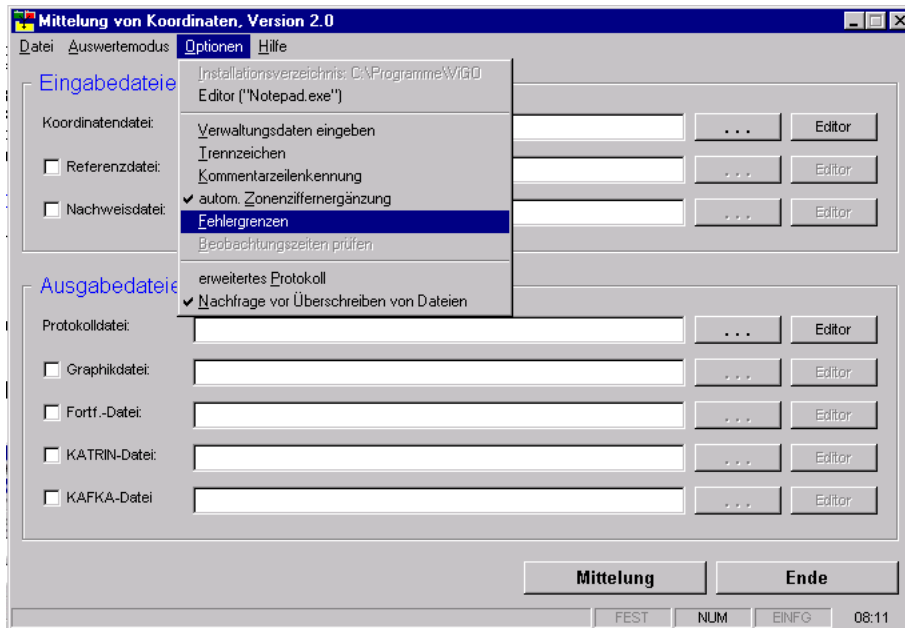 Mittelung von Koordinaten, Version 2.0
Datei Auswertemodus Optionen Hilfe
Installationsverzeichnis: C:\Programme\ViGO
Editor ("Notepad.exe")
Verwaltungsdaten eingeben
Trennzeichen
Kommentarzeilenkennung
autom. Zonenziffernergänzung
Fehlergrenzen
Beobachtungszeiten prüfen
erweitertes Protokoll
Nachfrage vor Überschreiben von Dateien
Eingabedateie
Koordinatendatei: ... Editor
Referenzdatei: ... Editor
Nachweisdatei: ... Editor
Ausgabedateie
Protokolldatei: ... Editor
Graphikdatei: ... Editor
Fortf.-Datei: ... Editor
KATRIN-Datei: ... Editor
KAFKA-Datei ... Editor
Mittelung Ende
FEST NUM EINFG 08:11